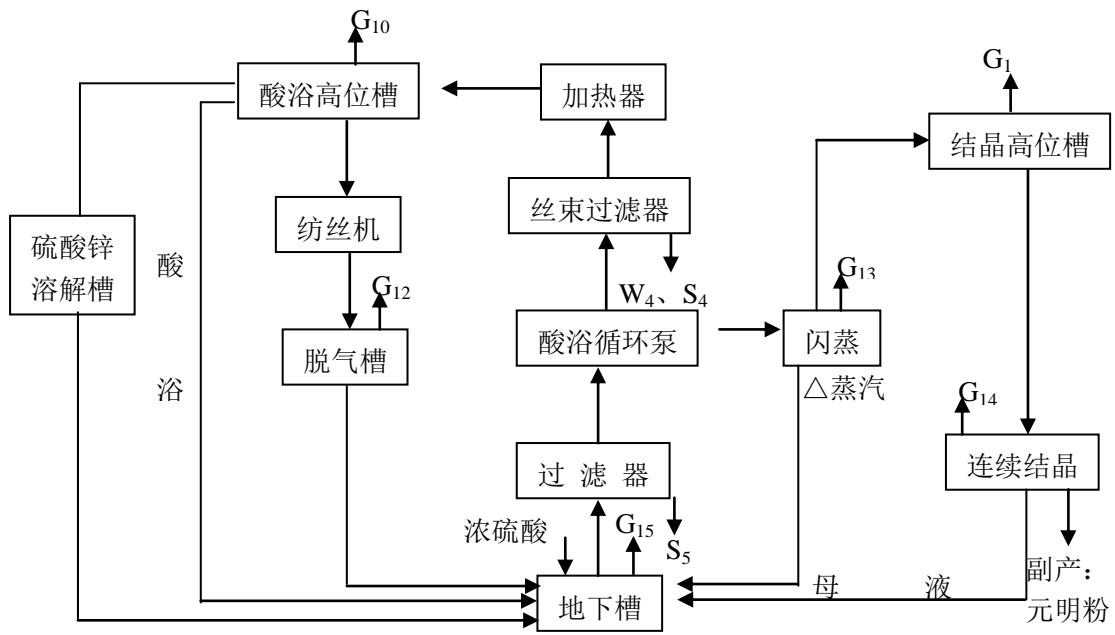 G10
G1
酸浴高位槽
加热器
结晶高位槽
丝束过滤器
纺丝机
硫酸锌
溶解槽
酸
浴
G12
W4、S4
G13
脱气槽
酸浴循环泵
闪蒸
△蒸汽
G14
过 滤 器
连续结晶
浓硫酸
G15
S5
地下槽
母 液
副产：
元明粉